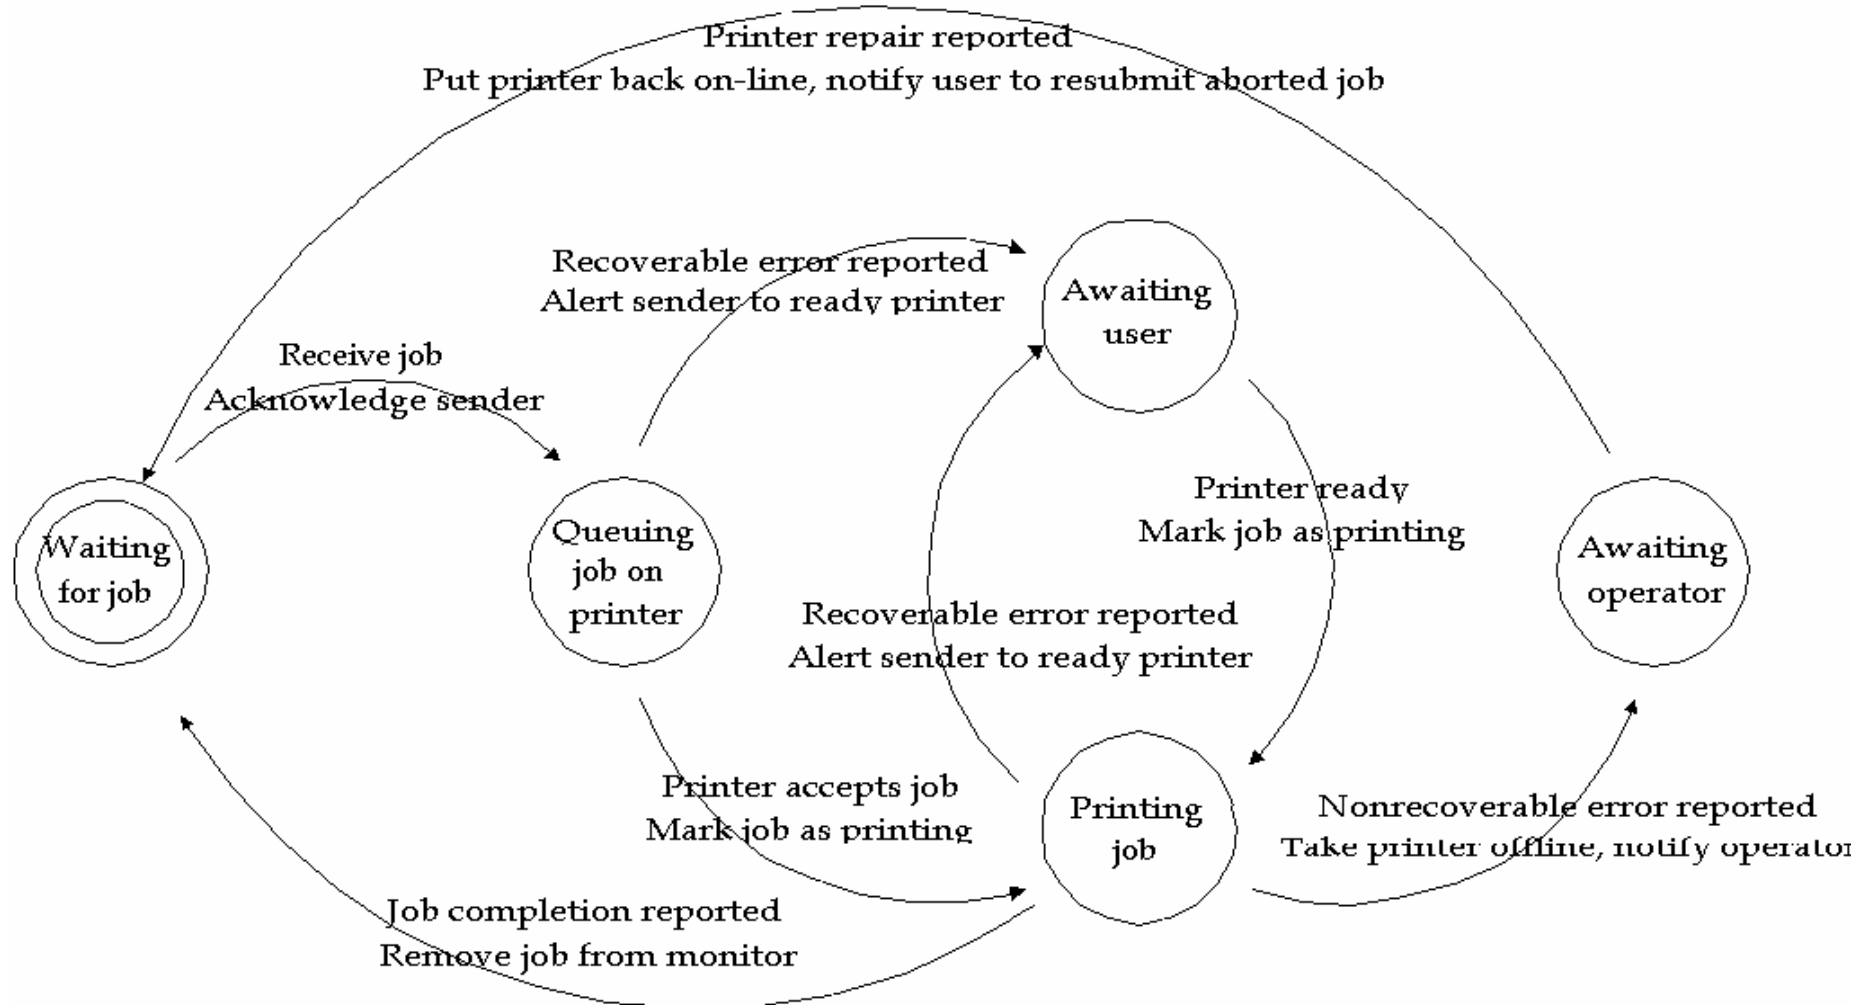 Printer repair reported
Put printer back on-line, notify user to resubmit aborted job
Recoverable error reported
Alert sender to ready printer
Awaiting
user
Receive job
Acknowledge sender
Printer ready
Mark job as printing
Waiting
for job
Queuing
job on
printer
Awaiting
operator
Recoverable error reported
Alert sender to ready printer
Printer accepts job
Mark job as printing
Printing
job
Nonrecoverable error reported
Take printer offline, notify operator
Job completion reported
Remove job from monitor